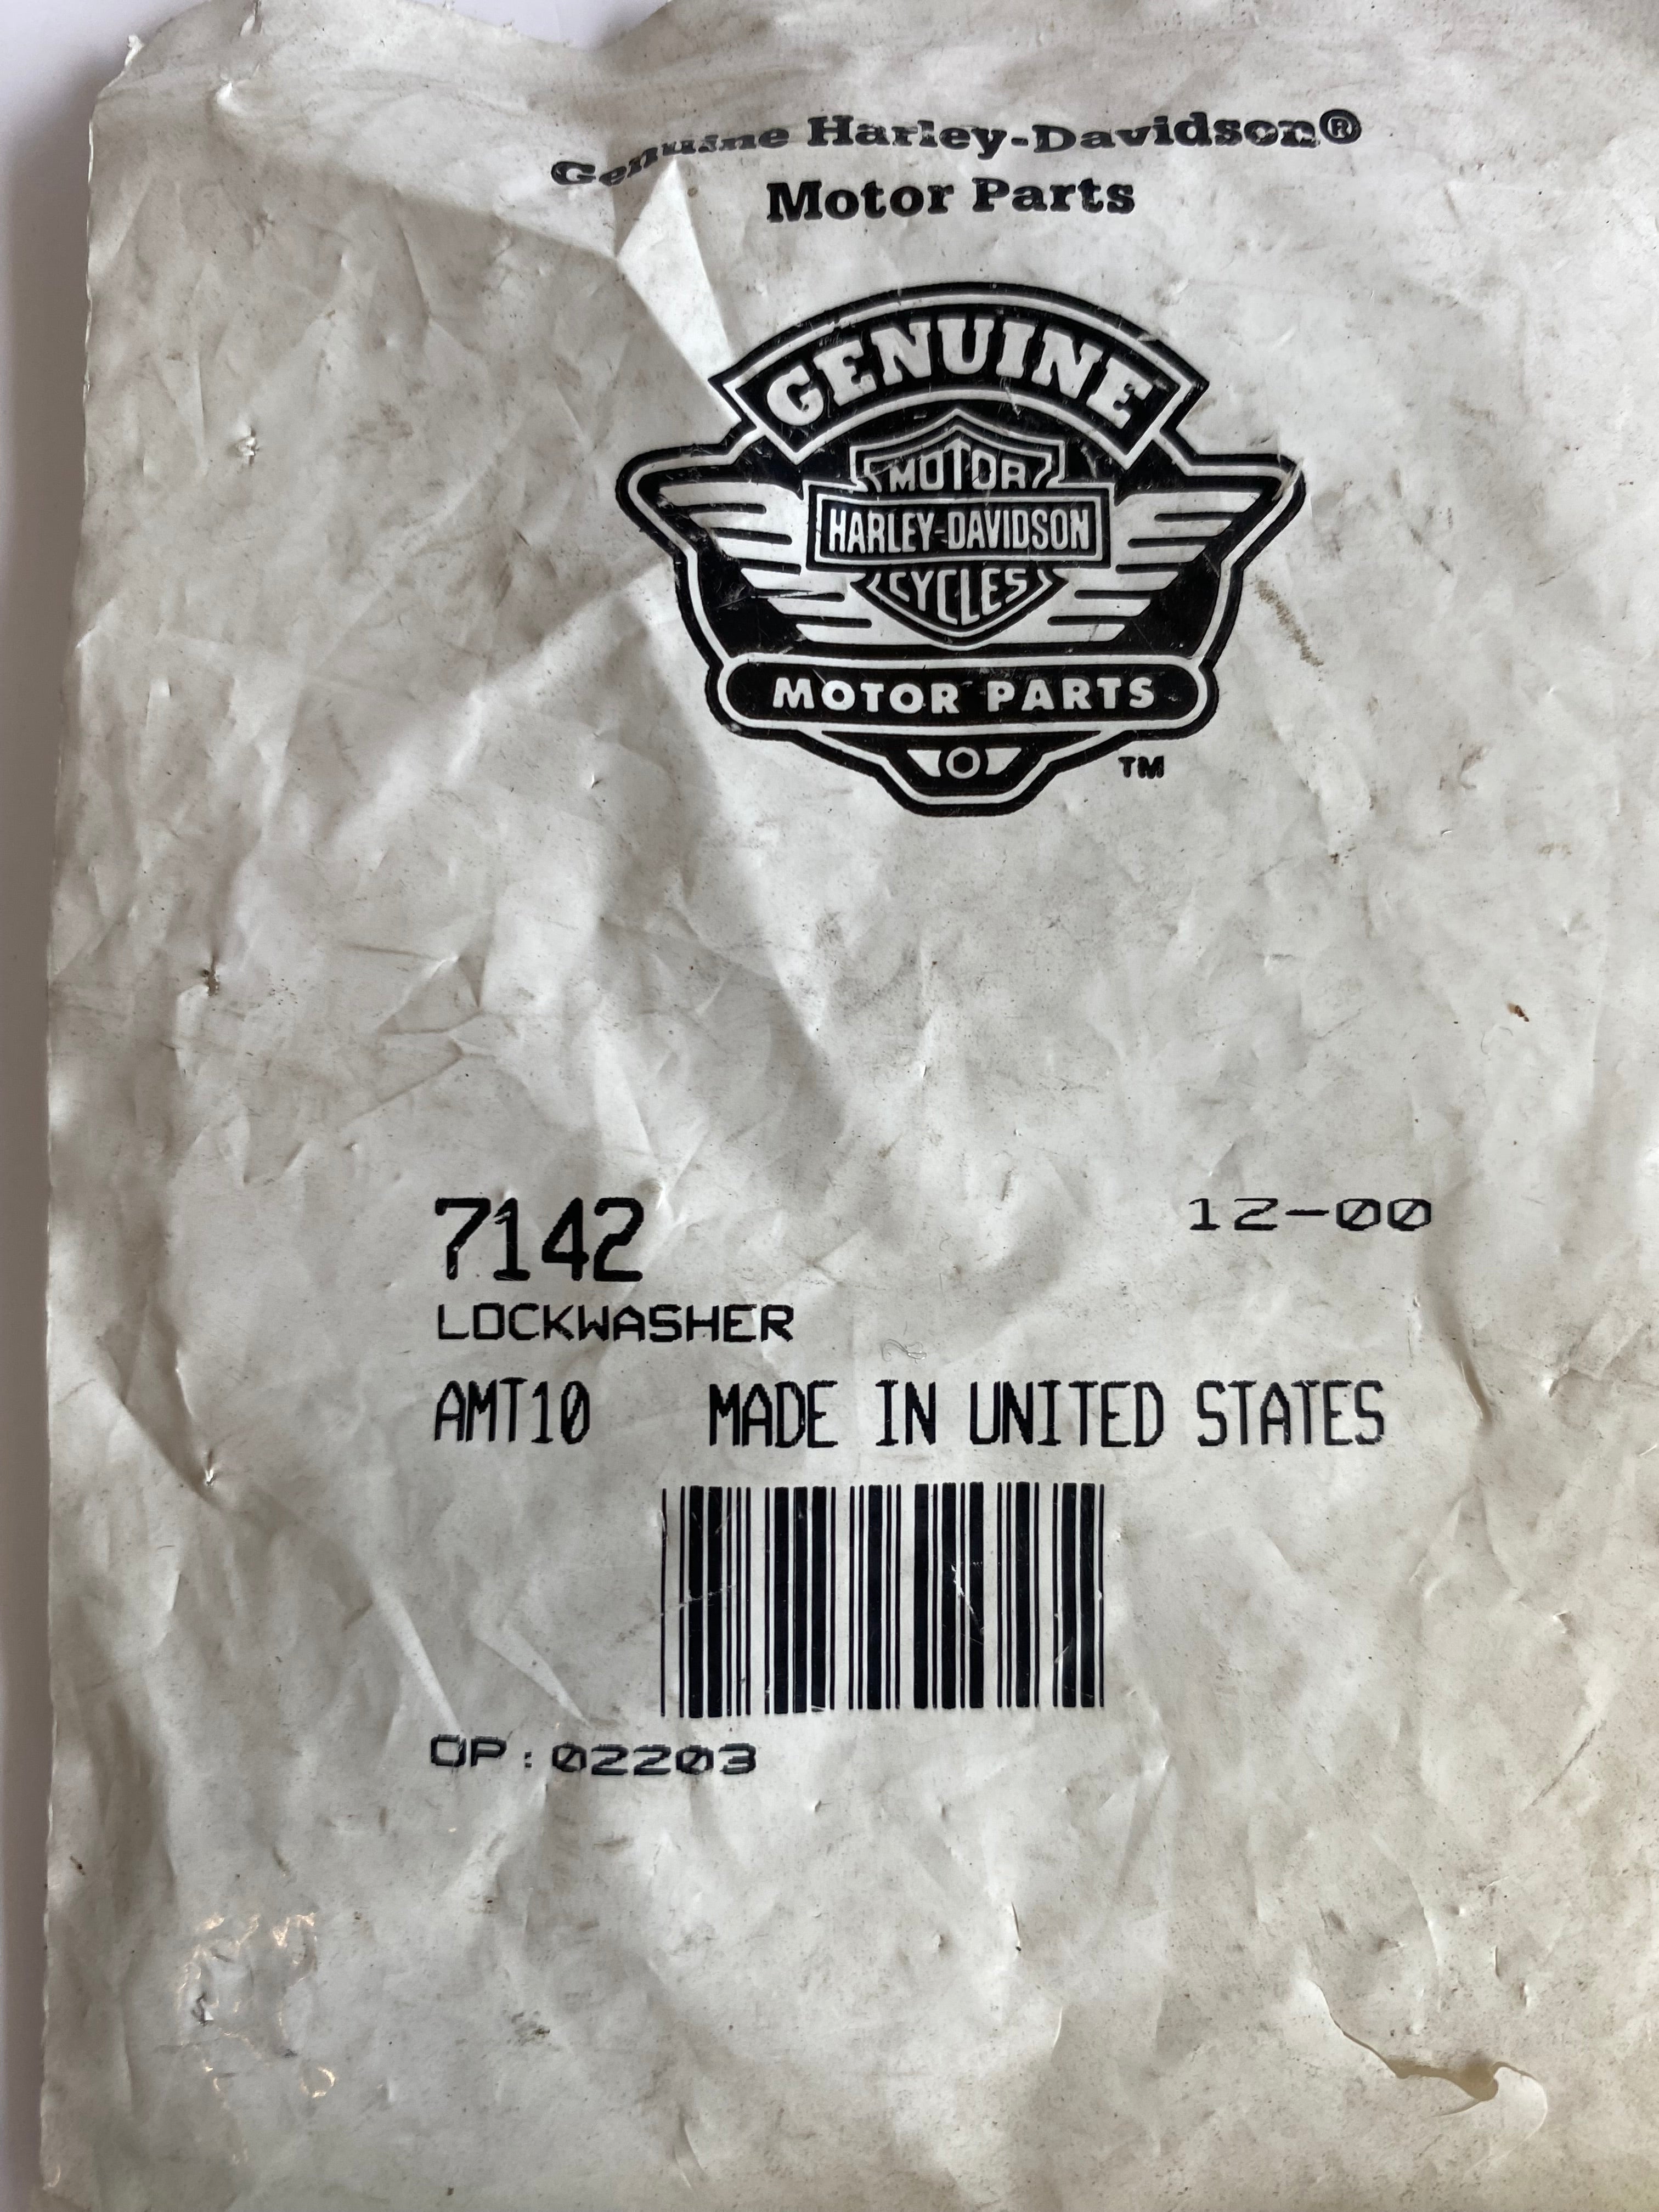 Genuine Harley-Davidson®
Motor Parts
GENUINE
MOTOR
HARLEY-DAVIDSON
CYCLES
MOTOR PARTS
TM
7142
12-00
LOCKWASHER
AMT10 MADE IN UNITED STATES
OP:02203